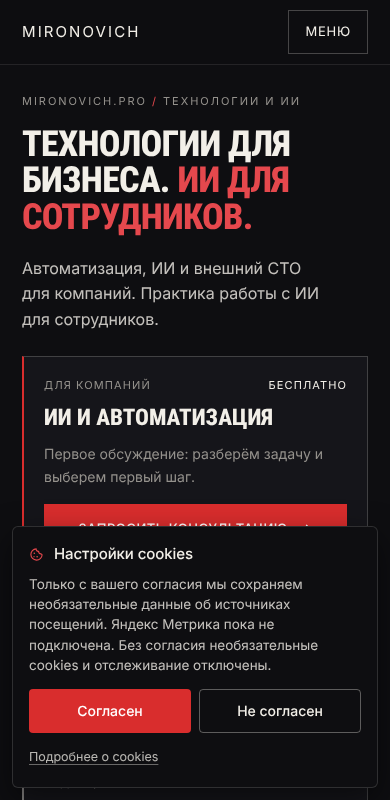 MIRONOVICH
МЕНЮ
MIRONOVICH.PRO / ТЕХНОЛОГИИ И ИИ
ТЕХНОЛОГИИ ДЛЯ
БИЗНЕСА. ИИ ДЛЯ
СОТРУДНИКОВ.
Автоматизация, ИИ и внешний CTO
для компаний. Практика работы с ИИ
для сотрудников.
ДЛЯ КОМПАНИЙ
БЕСПЛАТНО
ИИ И АВТОМАТИЗАЦИЯ
Первое обсуждение: разберём задачу и
выберем первый шаг.
ЗАПРОСИТЬ КОНСУЛЬТАЦИЮ
Настройки cookies
Только с вашего согласия мы сохраняем
необязательные данные об источниках
посещений. Яндекс Метрика пока не
подключена. Без согласия необязательные
cookies и отслеживание отключены.
Согласен
Не согласен
Подробнее о cookies